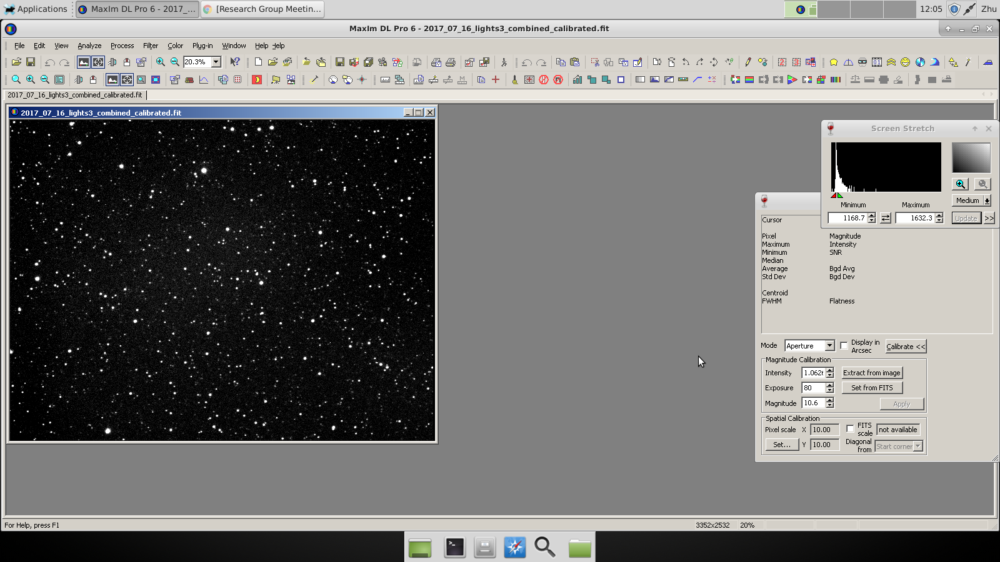 Applications
MaxIm DL Pro 6 - 2017_...
[Research Group Meetin...
12:05
Zhu
MaxIm DL Pro 6 - 2017_07_16_lights3_combined_calibrated.fit
File Edit View Analyze Process Filter Color Plug-in Window Help Help
20.3%
2017_07_16_lights3_combined_calibrated.fit
2017_07_16_lights3_combined_calibrated.fit
Screen Stretch
Minimum Maximum
Medium
1168.7 1632.3 Update >>
Cursor
Pixel Magnitude
Maximum Intensity
Minimum SNR
Median
Average Bgd Avg
Std Dev Bgd Dev
Centroid
FWHM Flatness
Mode Aperture Display in Arcsec Calibrate <<
Magnitude Calibration
Intensity Extract from image
Exposure 80 Set from FITS
Magnitude 10.6 Apply
Spatial Calibration
Pixel scale X 10.00 FITS scale not available
Set... Y 10.00 Diagonal from Start corner
For Help, press F1
3352x2532 20%